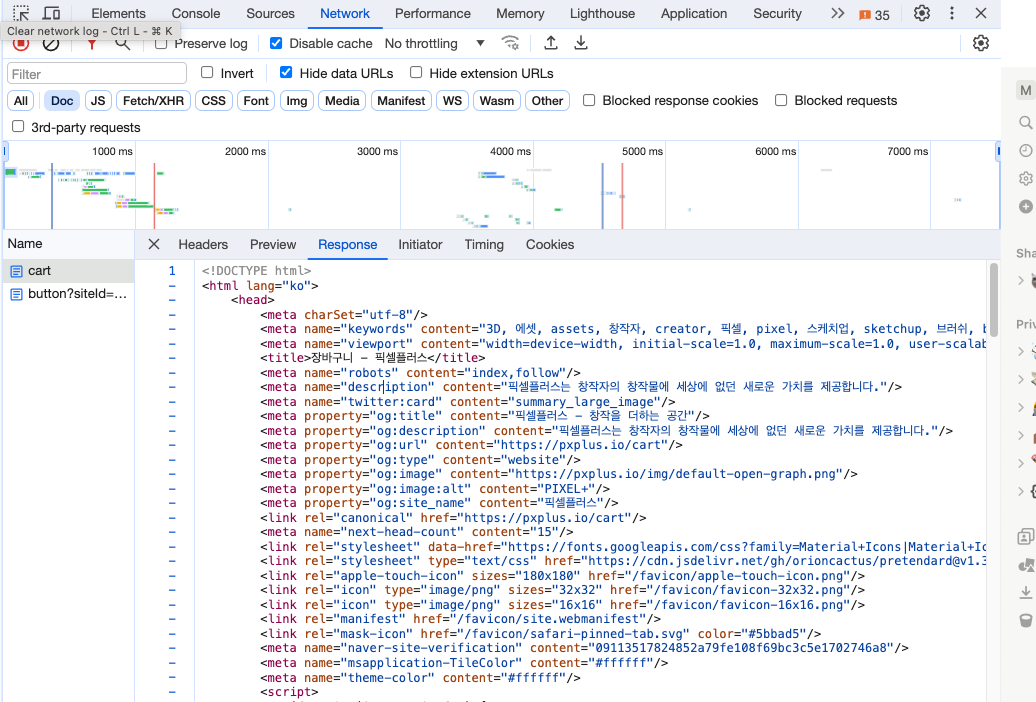 Elements Console Sources Network Performance Memory Lighthouse Application Security 35
Clear network log - Ctrl L - ⌘ K
Preserve log Disable cache No throttling
Filter Invert Hide data URLs Hide extension URLs
All Doc JS Fetch/XHR CSS Font Img Media Manifest WS Wasm Other Blocked response cookies Blocked requests
3rd-party requests
1000 ms 2000 ms 3000 ms 4000 ms 5000 ms 6000 ms 7000 ms
Name Headers Preview Response Initiator Timing Cookies
cart
button?siteId=...
1 <!DOCTYPE html>
- <html lang="ko">
- <head>
- <meta charSet="utf-8"/>
- <meta name="keywords" content="3D, 에셋, assets, 창작자, creator, 픽셀, pixel, 스케치업, sketchup, 브러쉬, b
- <meta name="viewport" content="width=device-width, initial-scale=1.0, maximum-scale=1.0, user-scalab
- <title>장바구니 - 픽셀플러스</title>
- <meta name="robots" content="index,follow"/>
- <meta name="description" content="픽셀플러스는 창작자의 창작물에 세상에 없던 새로운 가치를 제공합니다."/>
- <meta name="twitter:card" content="summary_large_image"/>
- <meta property="og:title" content="픽셀플러스 - 창작을 더하는 공간"/>
- <meta property="og:description" content="픽셀플러스는 창작자의 창작물에 세상에 없던 새로운 가치를 제공합니다."/>
- <meta property="og:url" content="https://pxplus.io/cart"/>
- <meta property="og:type" content="website"/>
- <meta property="og:image" content="https://pxplus.io/img/default-open-graph.png"/>
- <meta property="og:image:alt" content="PIXEL+"/>
- <meta property="og:site_name" content="픽셀플러스"/>
- <link rel="canonical" href="https://pxplus.io/cart"/>
- <meta name="next-head-count" content="15"/>
- <link rel="stylesheet" data-href="https://fonts.googleapis.com/css?family=Material+Icons|Material+Ic
- <link rel="stylesheet" type="text/css" href="https://cdn.jsdelivr.net/gh/orioncactus/pretendard@v1.3
- <link rel="apple-touch-icon" sizes="180x180" href="/favicon/apple-touch-icon.png"/>
- <link rel="icon" type="image/png" sizes="32x32" href="/favicon/favicon-32x32.png"/>
- <link rel="icon" type="image/png" sizes="16x16" href="/favicon/favicon-16x16.png"/>
- <link rel="manifest" href="/favicon/site.webmanifest"/>
- <link rel="mask-icon" href="/favicon/safari-pinned-tab.svg" color="#5bbad5"/>
- <meta name="naver-site-verification" content="09113517824852a79fe108f69bc3c5e1702746a8"/>
- <meta name="msapplication-TileColor" content="#ffffff"/>
- <meta name="theme-color" content="#ffffff"/>
- <script>
M
Sha
Priv